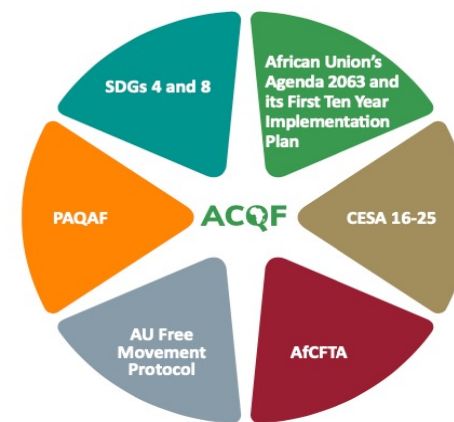 SDGs 4 and 8
African Union's
Agenda 2063 and
its First Ten Year
Implementation
Plan
PAQAF
ACQF
CESA 16-25
AU Free
Movement
Protocol
AfCFTA